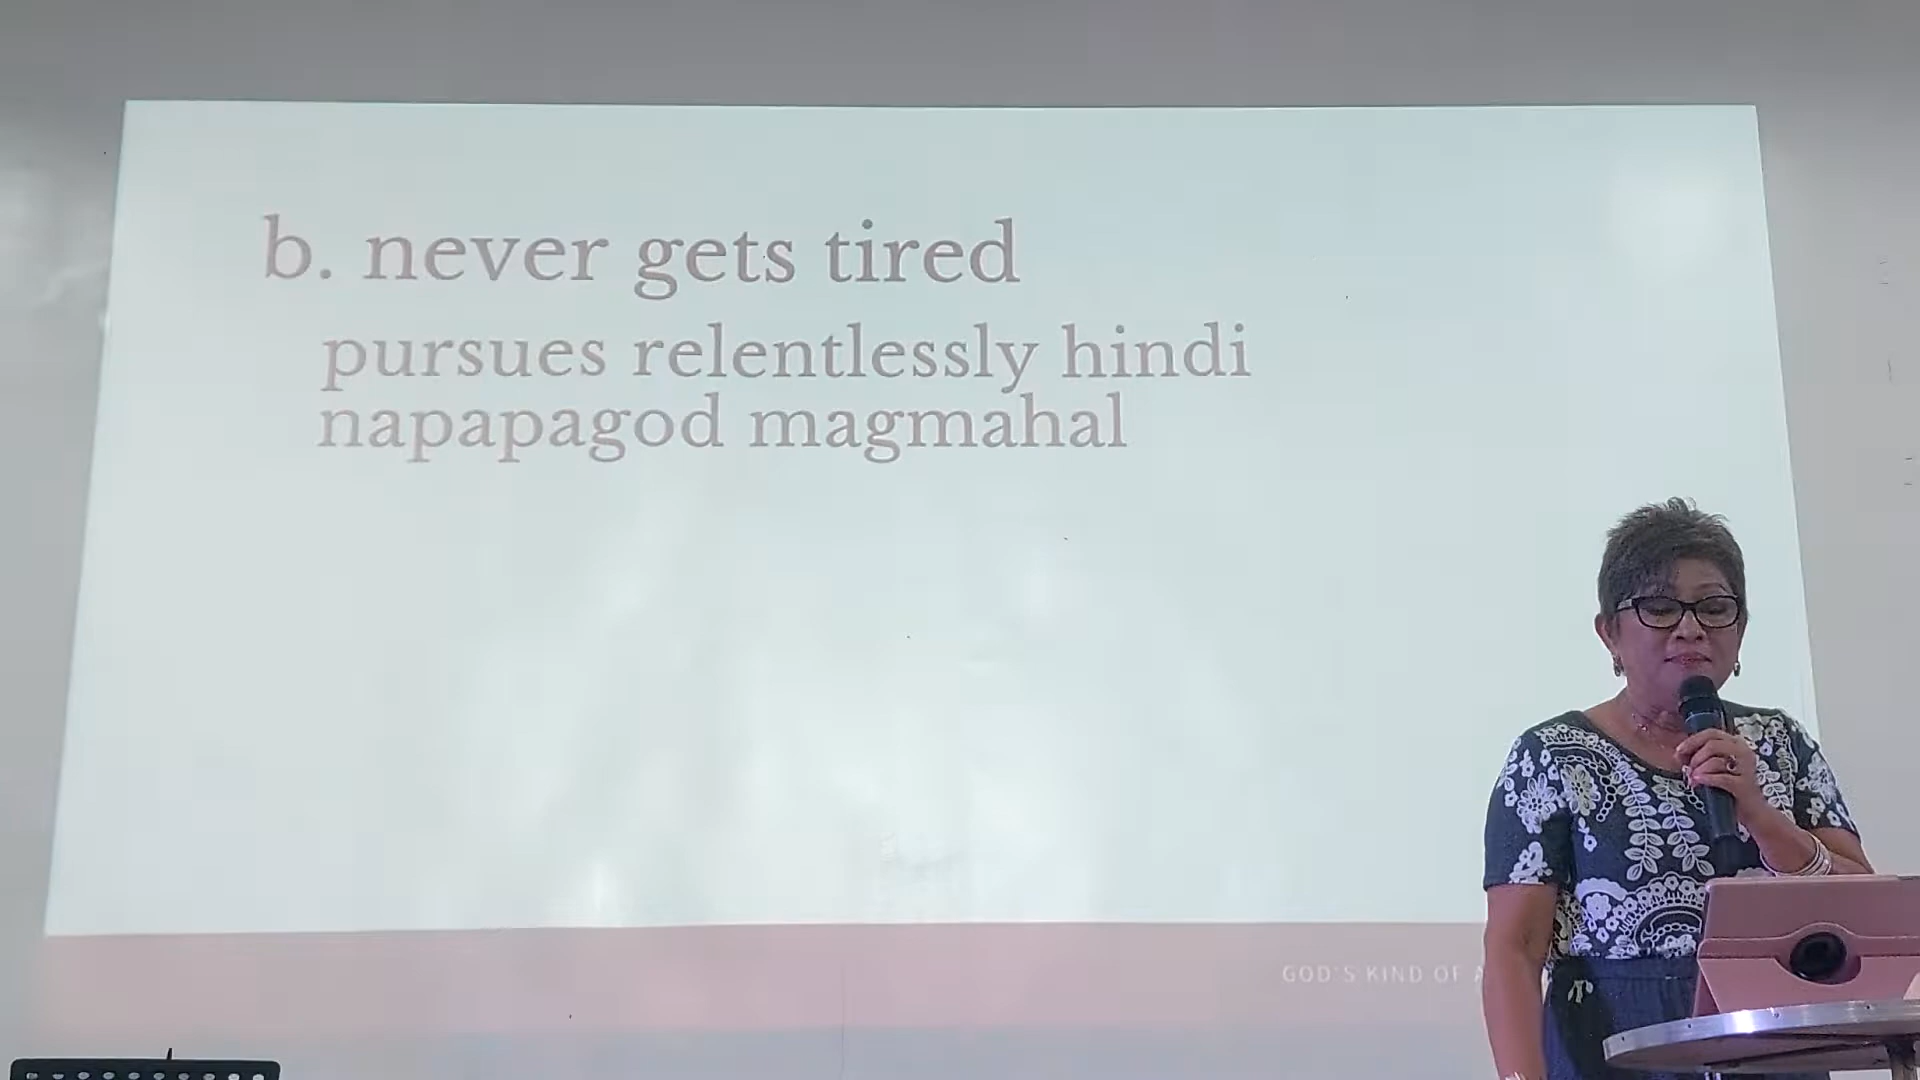 b. never gets tired
pursues relentlessly hindi
napapagod magmahal
GOD'S KIND OF